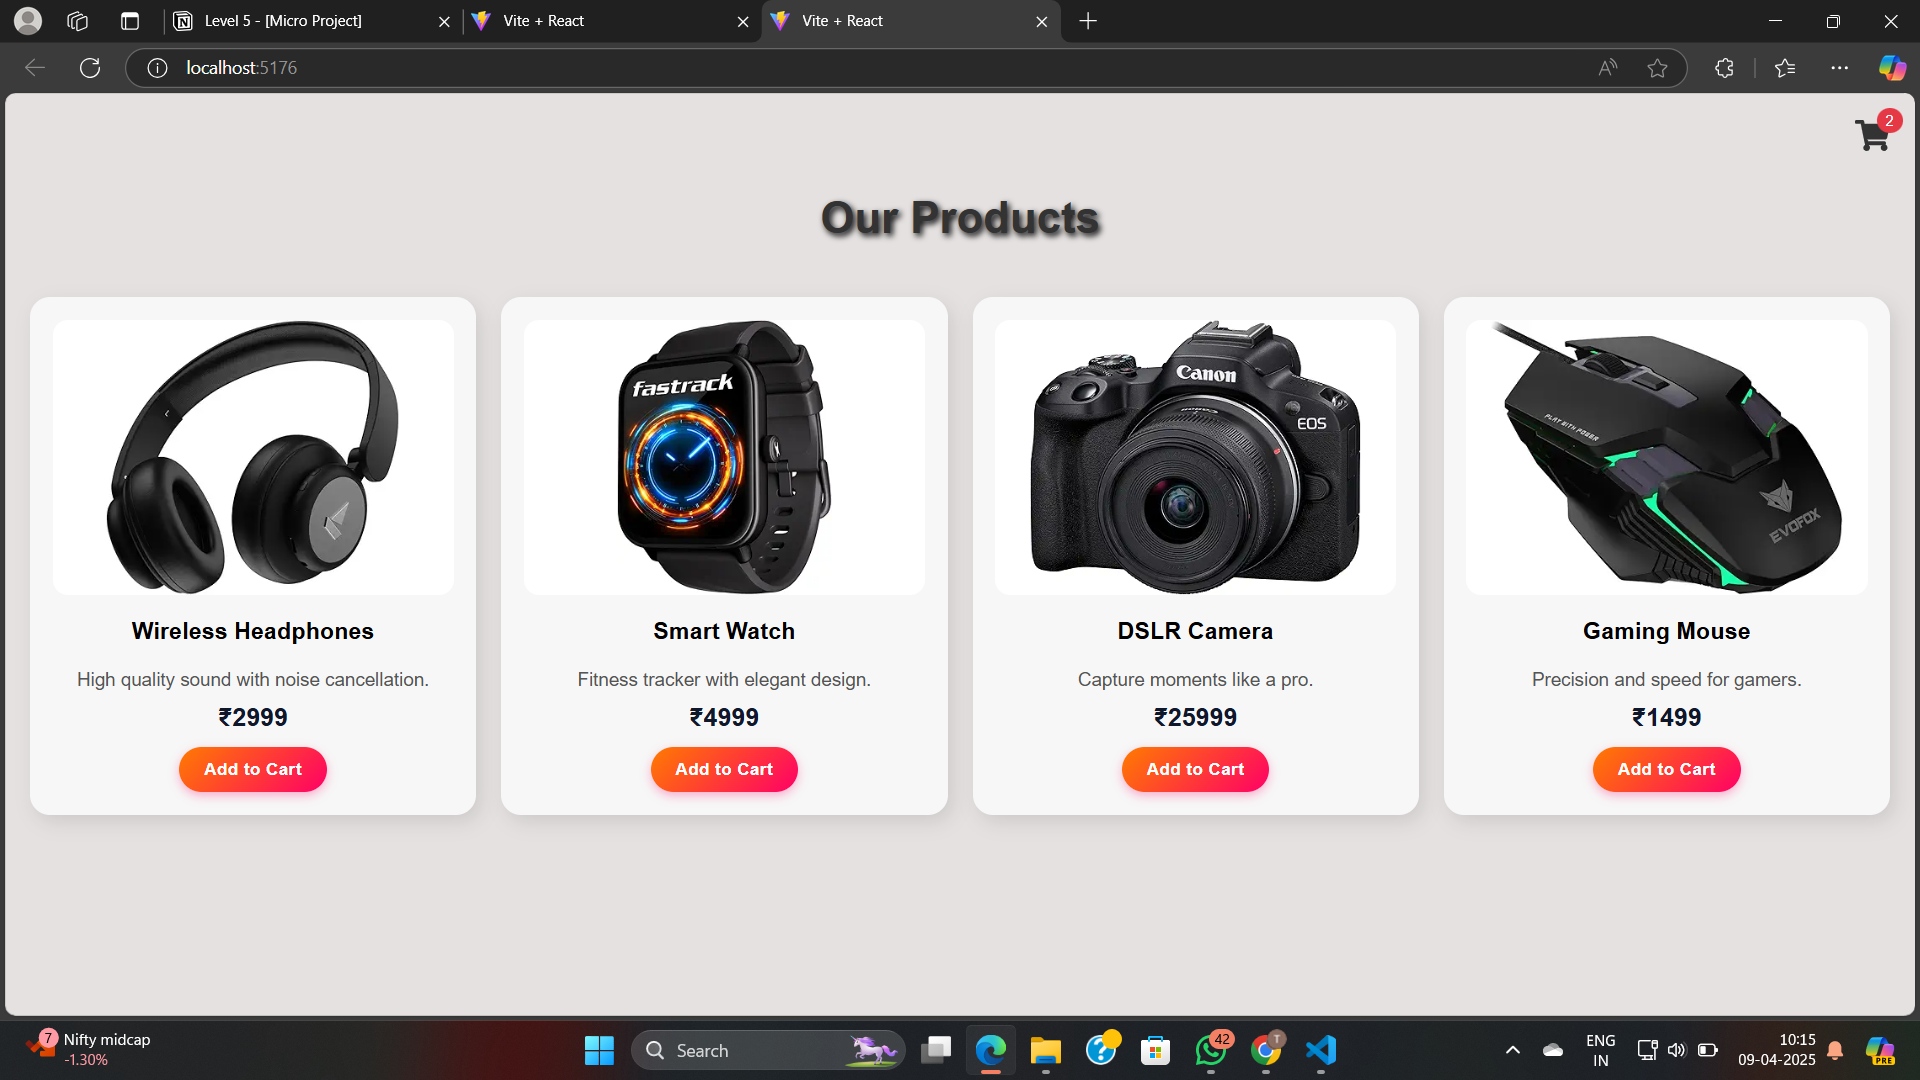 Level 5 - [Micro Project]
Vite + React
Vite + React
localhost:5176
2
Our Products
fastrack
Canon
EOS
PLAY WITH POWER
EVOFOX
Wireless Headphones
Smart Watch
DSLR Camera
Gaming Mouse
High quality sound with noise cancellation.
Fitness tracker with elegant design.
Capture moments like a pro.
Precision and speed for gamers.
₹2999
₹4999
₹25999
₹1499
Add to Cart
Add to Cart
Add to Cart
Add to Cart
7
Nifty midcap
-1.30%
Search
42
T
ENG
IN
10:15
09-04-2025
PRE